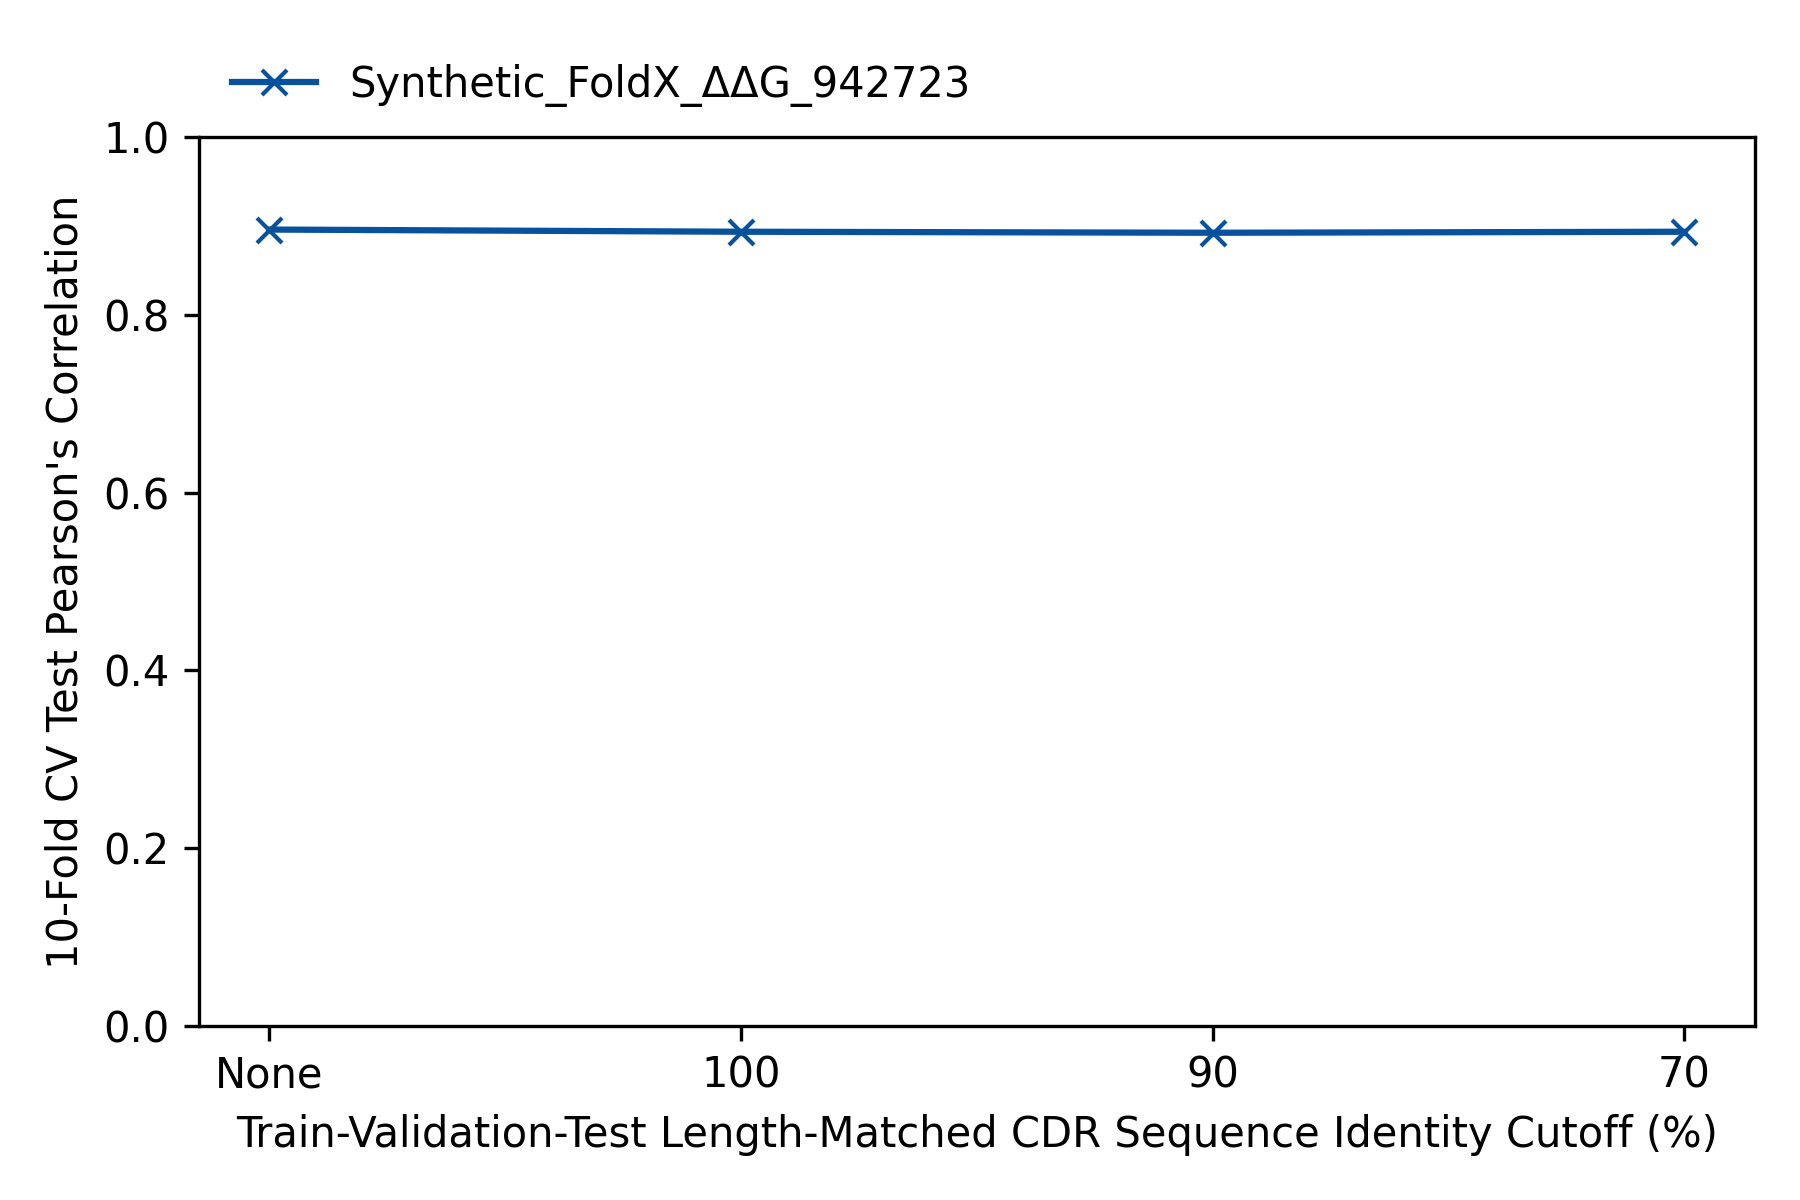 Synthetic_FoldX_ΔΔG_942723
1.0
0.8
0.6
0.4
0.2
0.0
10-Fold CV Test Pearson's Correlation
None 100 90 70
Train-Validation-Test Length-Matched CDR Sequence Identity Cutoff (%)